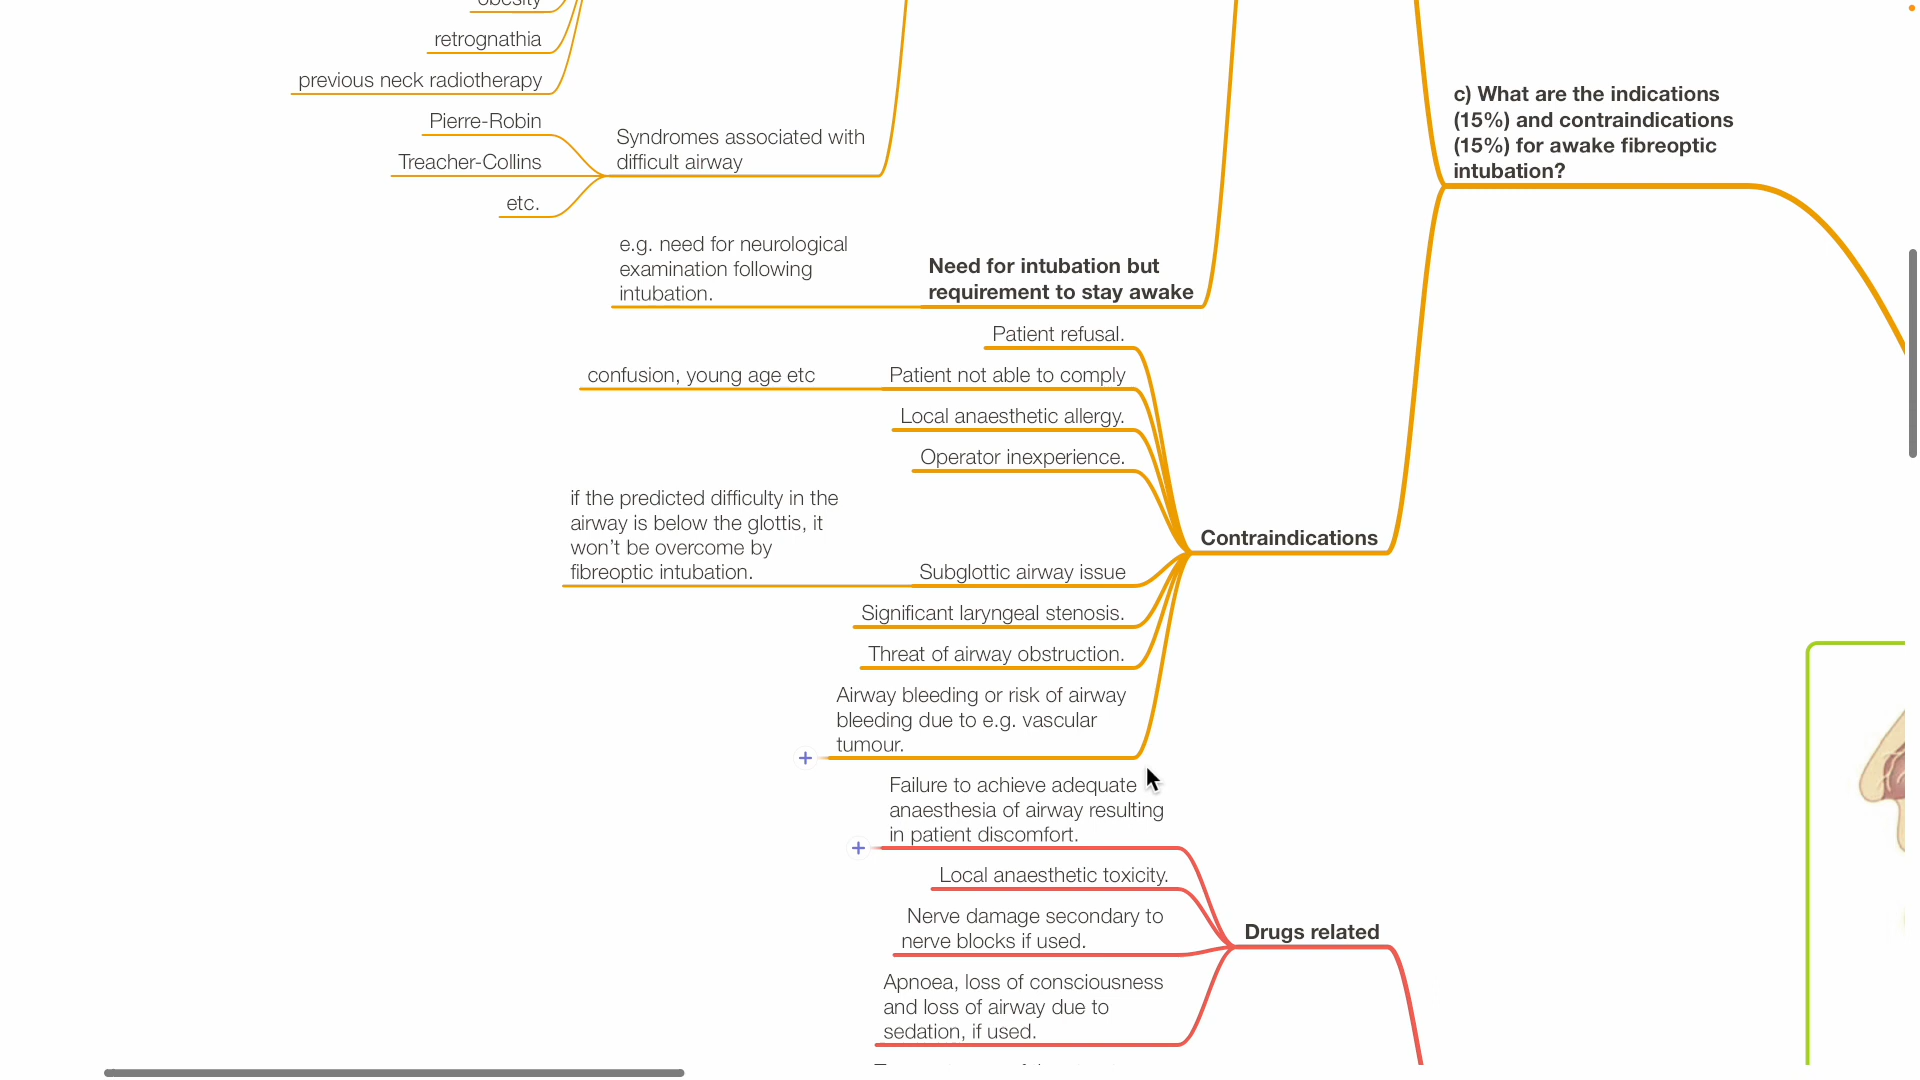 obesity
retrognathia
previous neck radiotherapy
Pierre-Robin
Treacher-Collins
etc.
Syndromes associated with
difficult airway
e.g. need for neurological
examination following
intubation.
Need for intubation but
requirement to stay awake
c) What are the indications
(15%) and contraindications
(15%) for awake fibreoptic
intubation?
Patient refusal.
confusion, young age etc
Patient not able to comply
Local anaesthetic allergy.
Operator inexperience.
if the predicted difficulty in the
airway is below the glottis, it
won’t be overcome by
fibreoptic intubation.
Subglottic airway issue
Significant laryngeal stenosis.
Threat of airway obstruction.
Airway bleeding or risk of airway
bleeding due to e.g. vascular
tumour.
Contraindications
Failure to achieve adequate
anaesthesia of airway resulting
in patient discomfort.
Local anaesthetic toxicity.
Nerve damage secondary to
nerve blocks if used.
Apnoea, loss of consciousness
and loss of airway due to
sedation, if used.
Drugs related